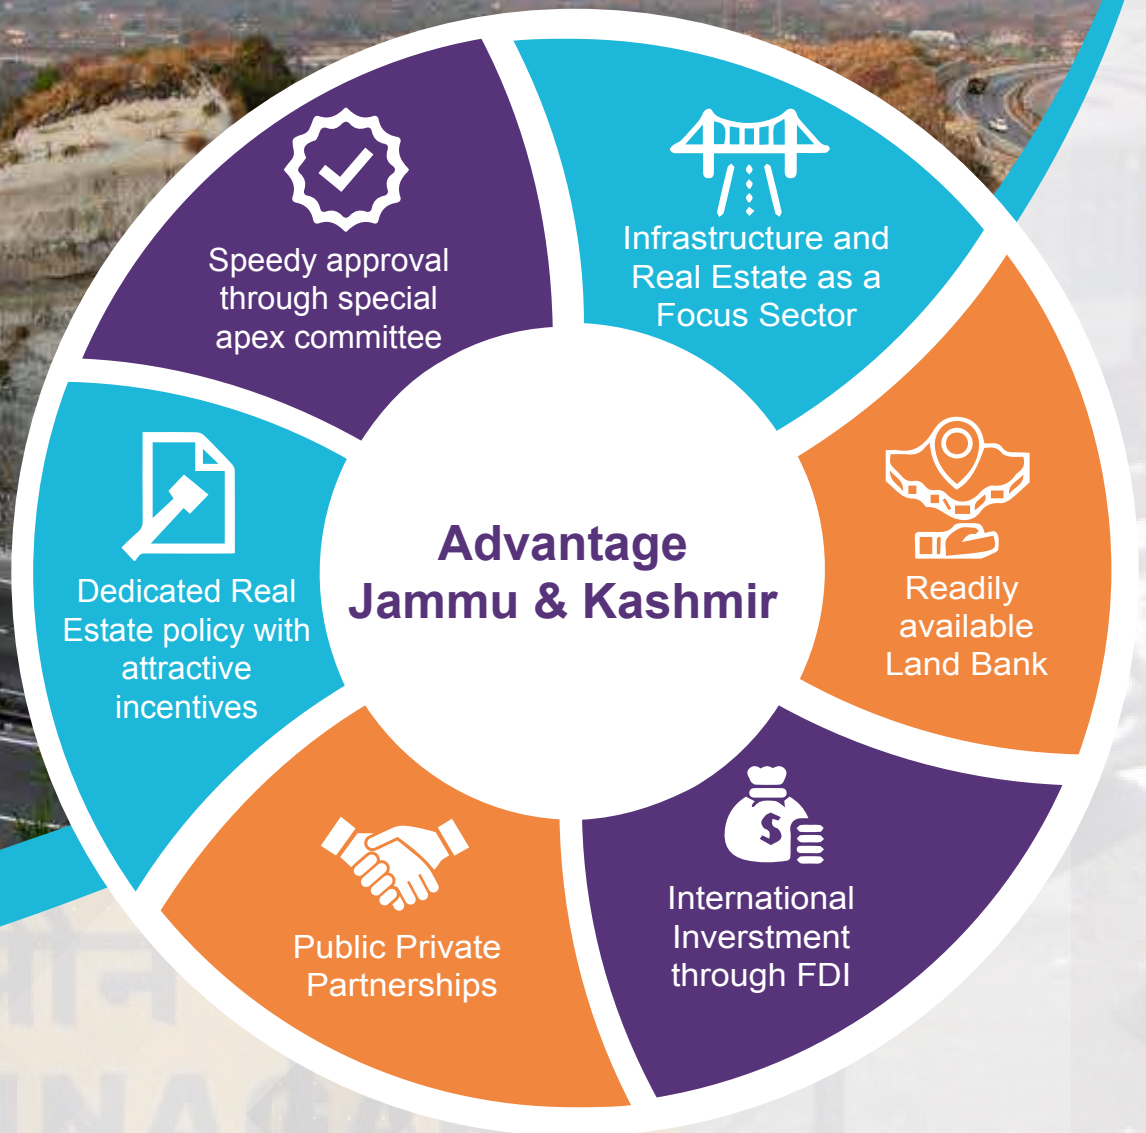 Speedy approval
through special
apex committee
Infrastructure and
Real Estate as a
Focus Sector
Readily
available
Land Bank
International
Inverstment
through FDI
Public Private
Partnerships
Dedicated Real
Estate policy with
attractive
incentives
Advantage
Jammu & Kashmir
$